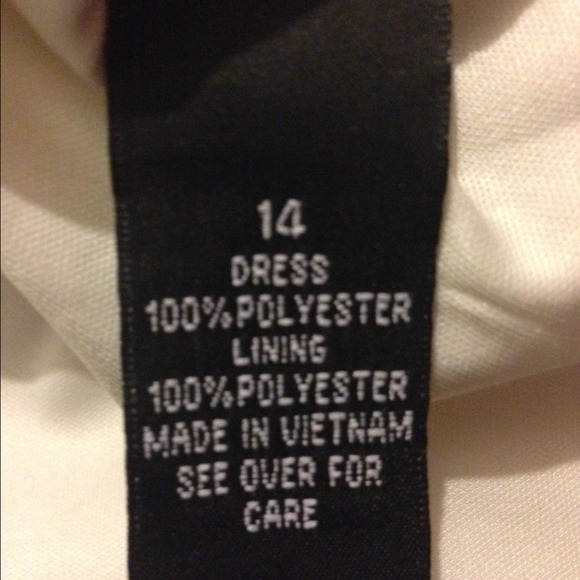 14
DRESS
100%POLYESTER
LINING
100%POLYESTER
MADE IN VIETNAM
SEE OVER FOR
CARE